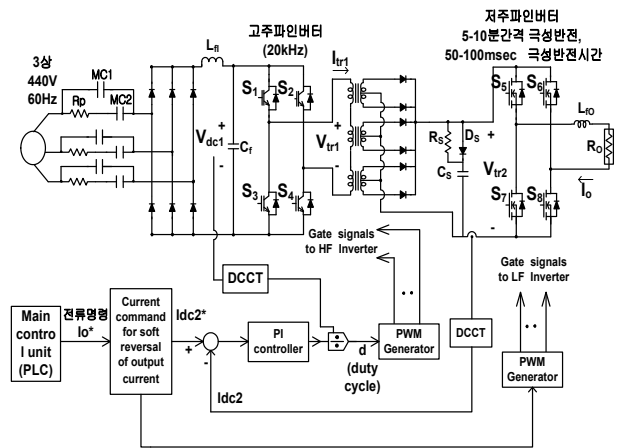 고주파인버터
(20kHz)
저주파인버터
5-10분간격 극성반전,
50-100msec 극성반전시간
3상
440V
60Hz
MC1
Rp
MC2
Lfl
S1
S2
S3
S4
Vdc1
+
-
Cf
Itr1
+
Vtr1
-
RS
DS
CS
+
Vtr2
-
S5
S6
S7
S8
LfO
RO
Io
Gate signals
to HF Inverter
Gate signals
to LF Inverter
DCCT
Main
contro
l unit
(PLC)
전류명령
Io*
Current
command
for soft
reversal
of output
current
Idc2*
+
-
Idc2
PI
controller
÷
d
(duty
cycle)
PWM
Generator
DCCT
PWM
Generator